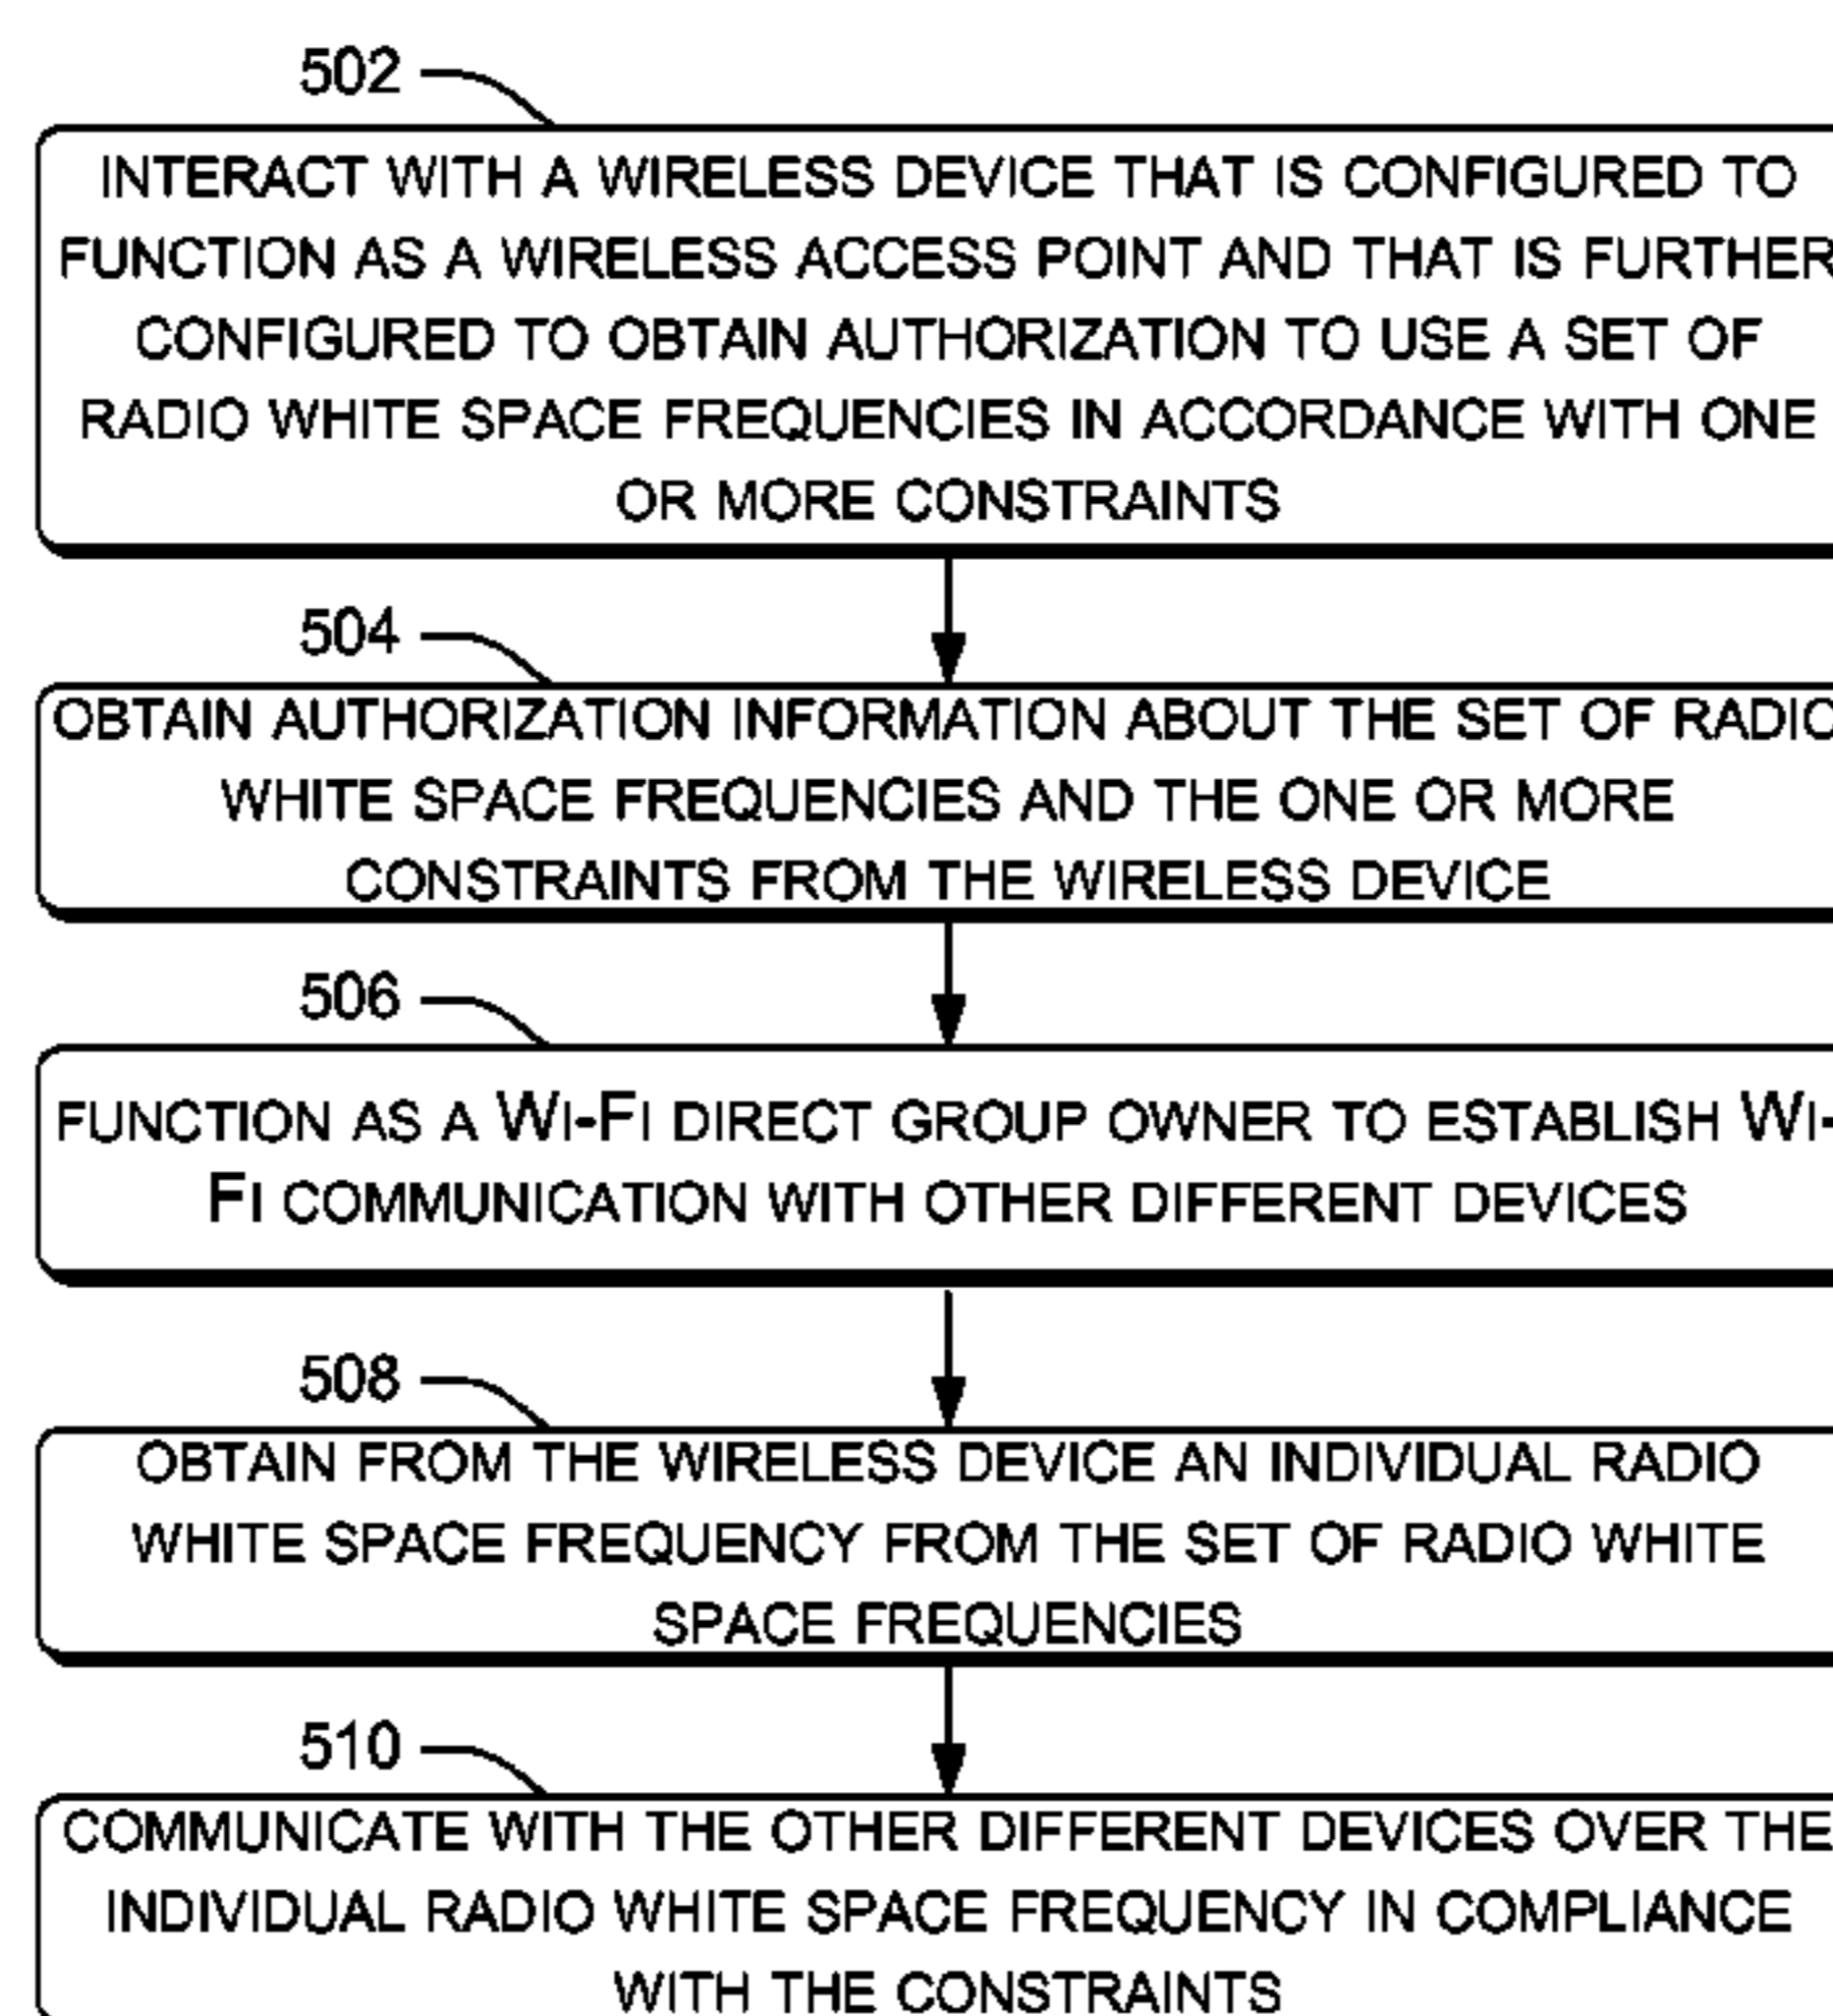 502
INTERACT WITH A WIRELESS DEVICE THAT IS CONFIGURED TO
FUNCTION AS A WIRELESS ACCESS POINT AND THAT IS FURTHER
CONFIGURED TO OBTAIN AUTHORIZATION TO USE A SET OF
RADIO WHITE SPACE FREQUENCIES IN ACCORDANCE WITH ONE
OR MORE CONSTRAINTS
504
OBTAIN AUTHORIZATION INFORMATION ABOUT THE SET OF RADIO
WHITE SPACE FREQUENCIES AND THE ONE OR MORE
CONSTRAINTS FROM THE WIRELESS DEVICE
506
FUNCTION AS A WI-FI DIRECT GROUP OWNER TO ESTABLISH WI-
FI COMMUNICATION WITH OTHER DIFFERENT DEVICES
508
OBTAIN FROM THE WIRELESS DEVICE AN INDIVIDUAL RADIO
WHITE SPACE FREQUENCY FROM THE SET OF RADIO WHITE
SPACE FREQUENCIES
510
COMMUNICATE WITH THE OTHER DIFFERENT DEVICES OVER THE
INDIVIDUAL RADIO WHITE SPACE FREQUENCY IN COMPLIANCE
WITH THE CONSTRAINTS